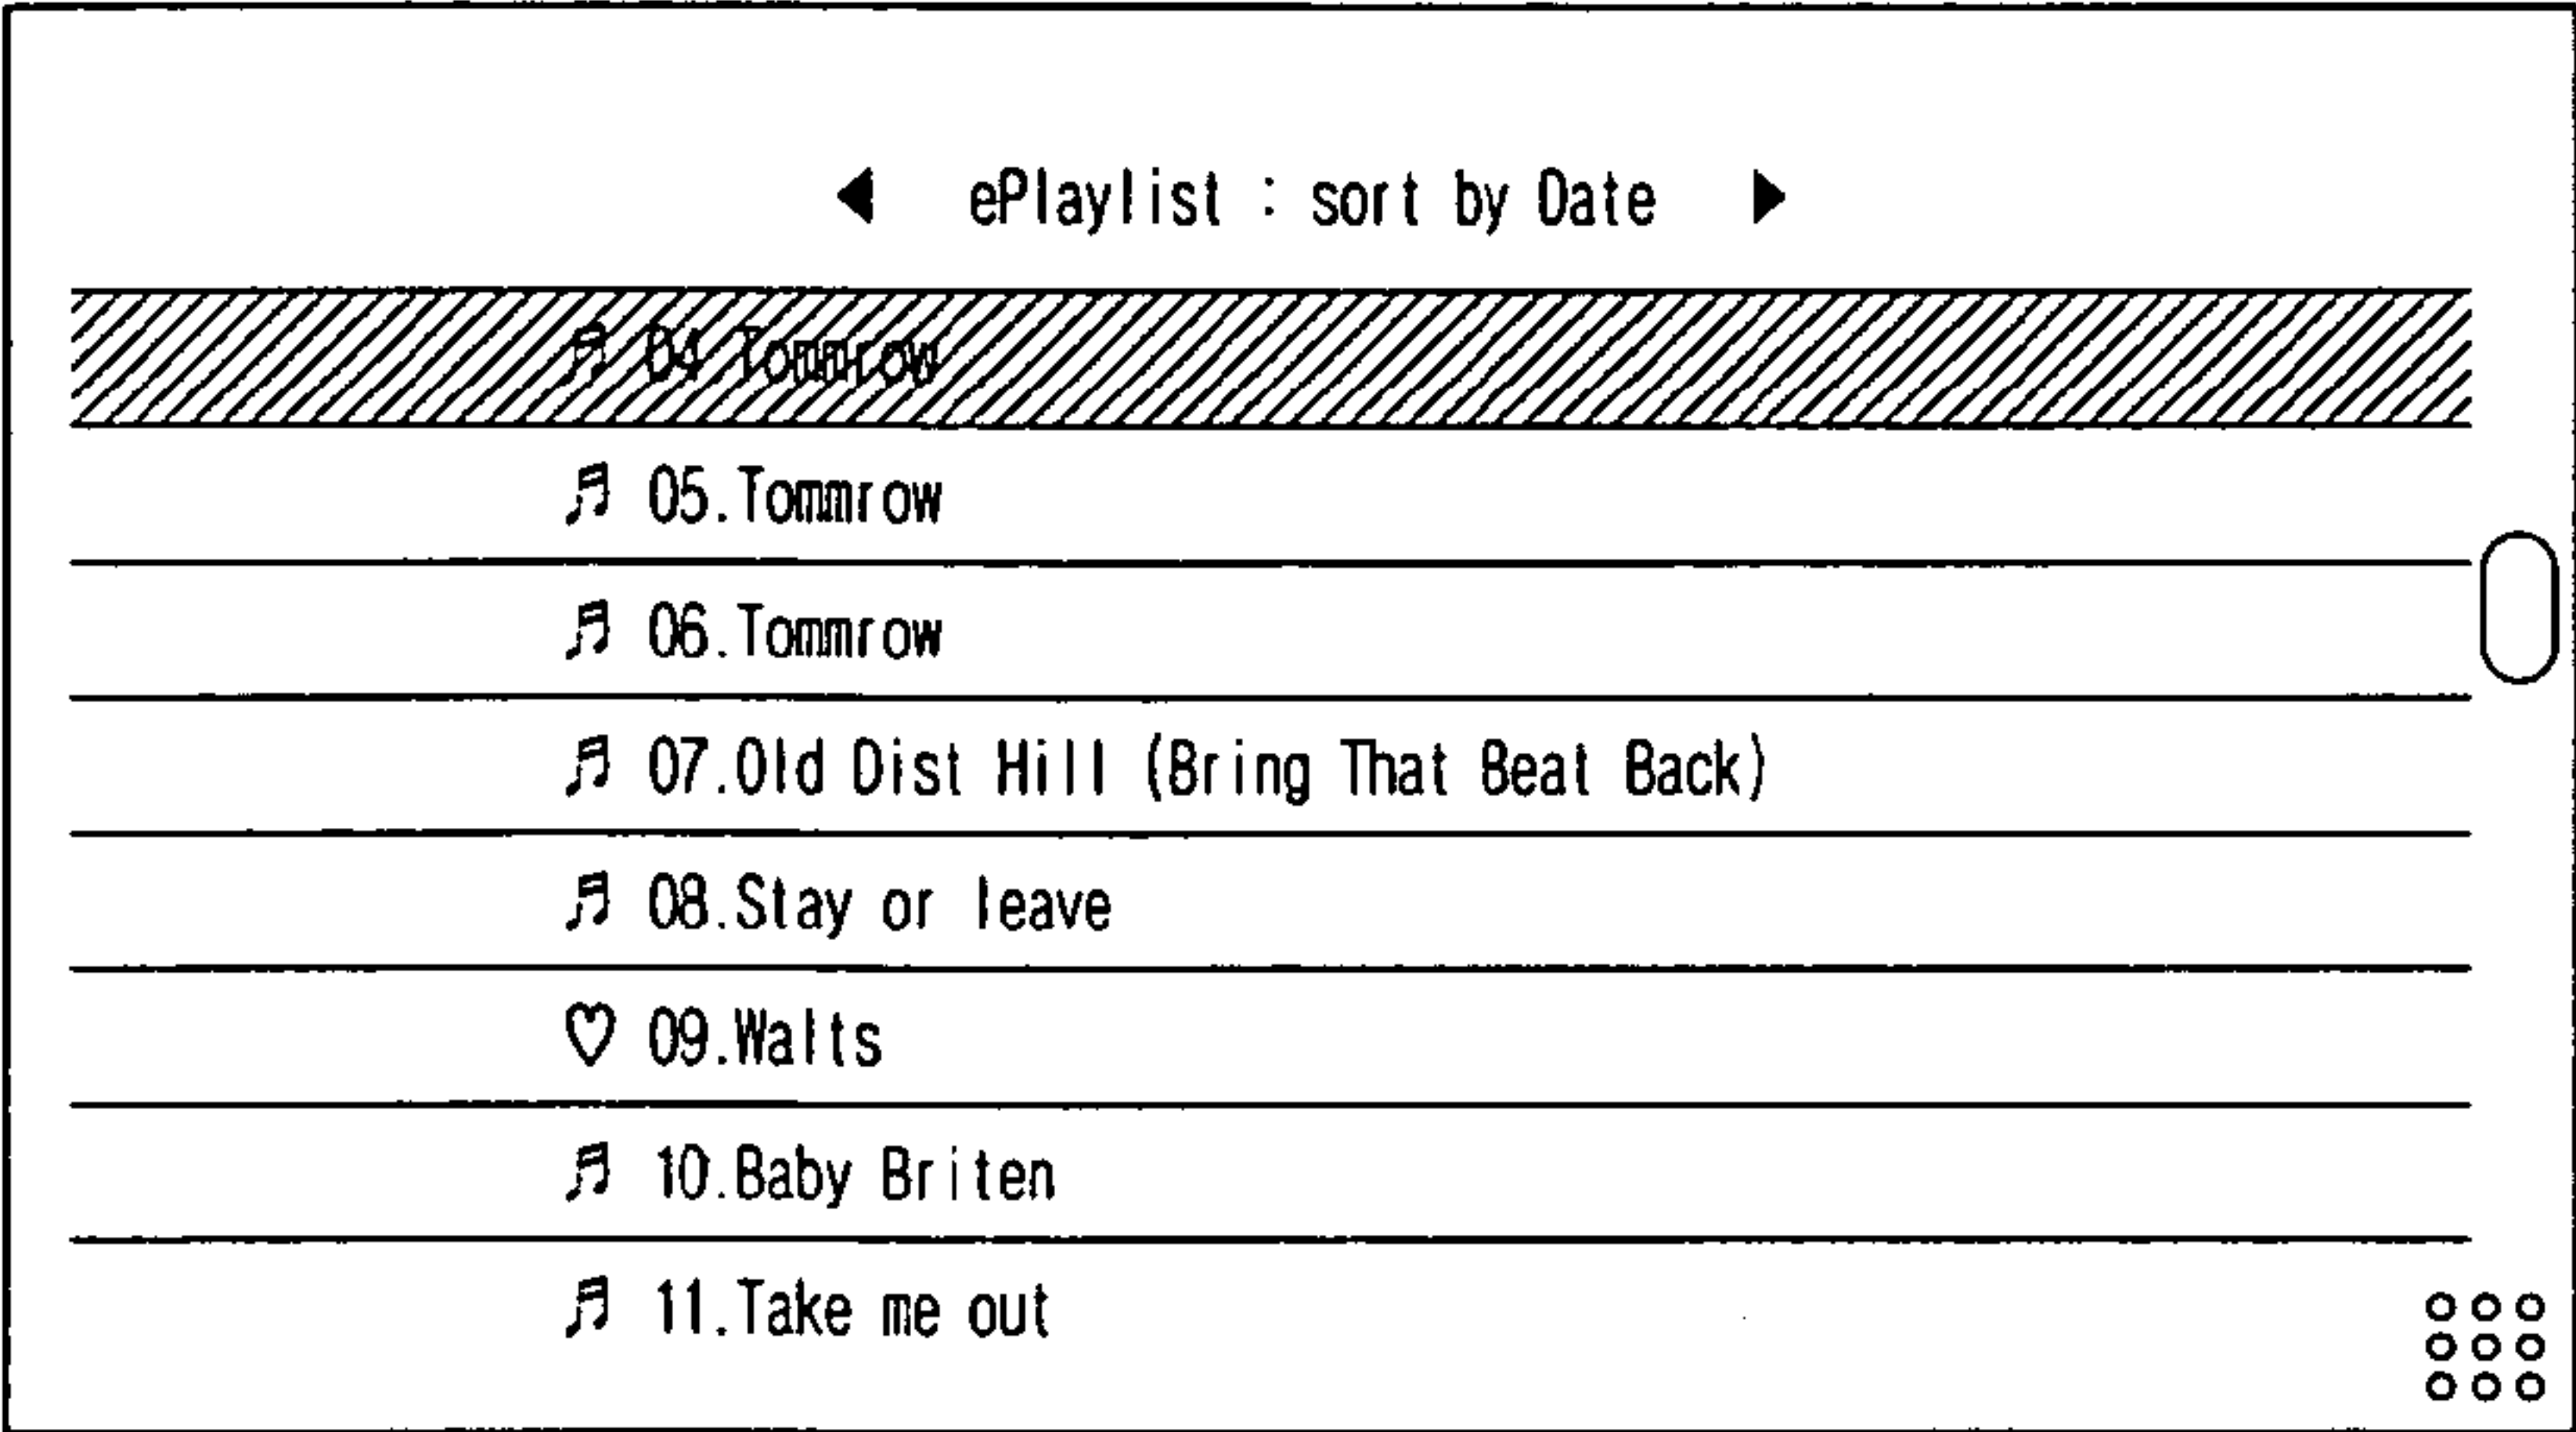 ◀ ePlaylist : sort by Date ▶
04 Tommrow
05.Tommrow
06.Tommrow
07.Old Dist Hill (Bring That Beat Back)
08.Stay or leave
♡ 09.Walts
10.Baby Briten
11.Take me out